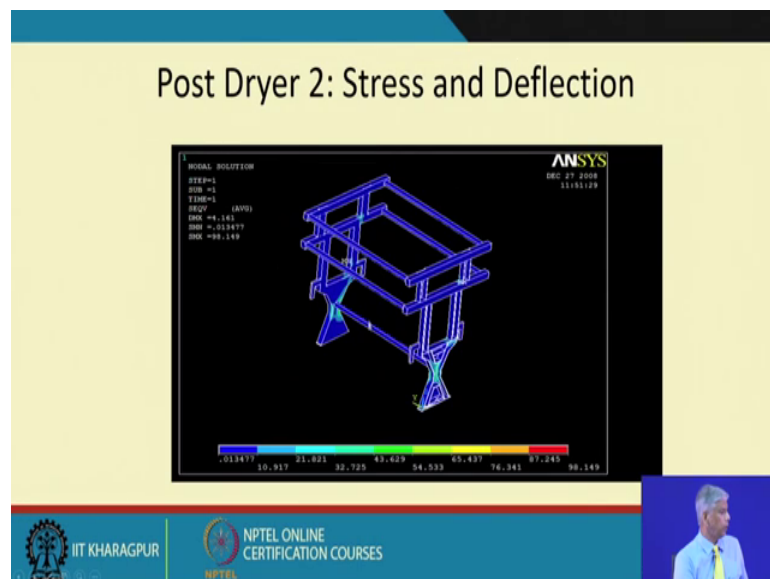 Post Dryer 2: Stress and Deflection
1
NODAL SOLUTION
STEP=1
SUB =1
TIME=1
SEQV (AVG)
DMX =4.161
SMN =.013477
SMX =98.149
ANSYS
DEC 27 2008
11:51:29
MX
Y
.013477 21.821 43.629 65.437 87.245
10.917 32.725 54.533 76.341 98.149
IIT KHARAGPUR
NPTEL
NPTEL ONLINE
CERTIFICATION COURSES